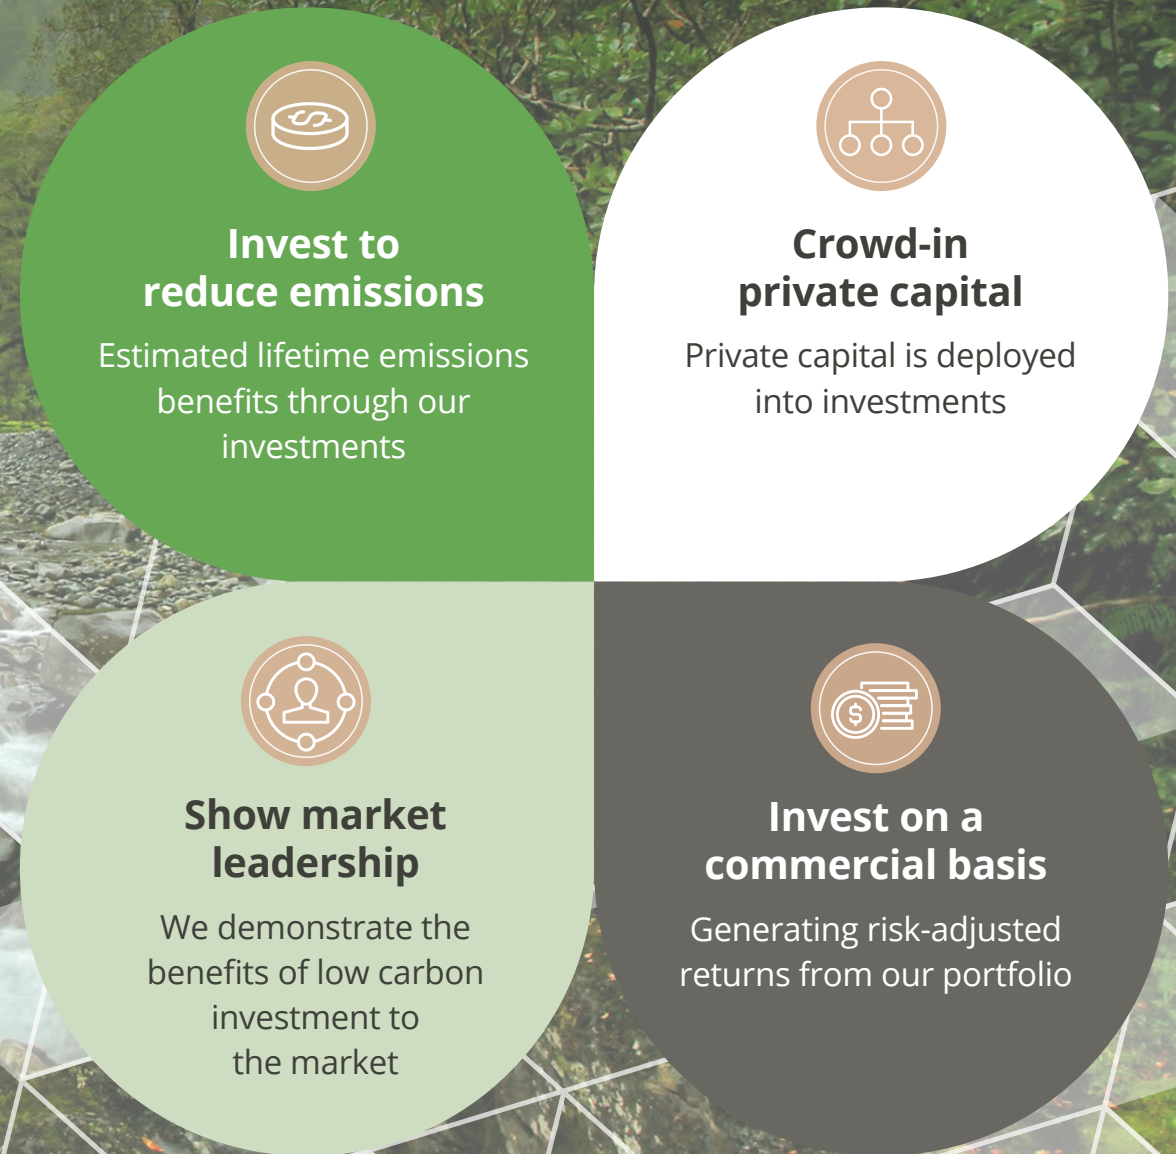 Invest to
reduce emissions
Estimated lifetime emissions
benefits through our
investments
Crowd-in
private capital
Private capital is deployed
into investments
Show market
leadership
We demonstrate the
benefits of low carbon
investment to
the market
Invest on a
commercial basis
Generating risk-adjusted
returns from our portfolio